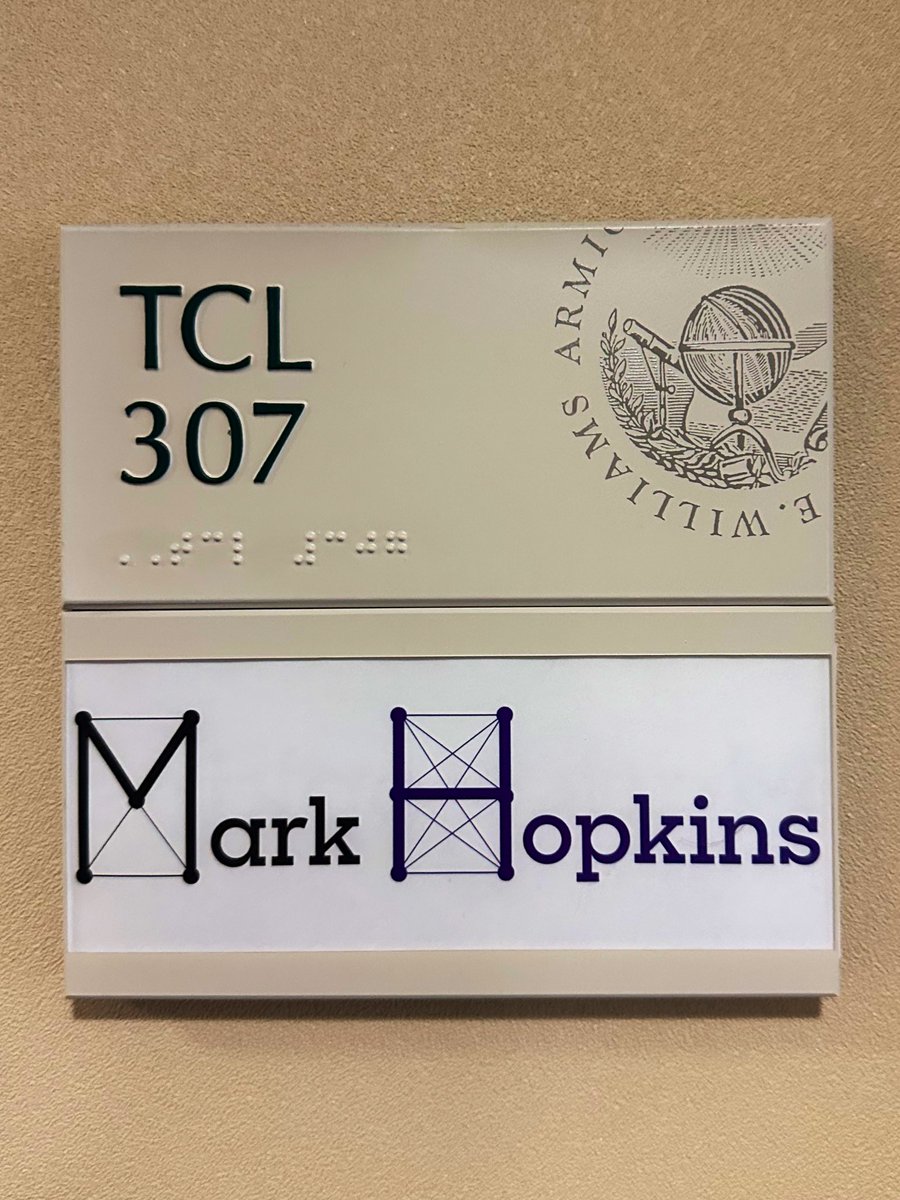 TCL
307
⠠⠠⠞⠉⠇ ⠼⠉⠚⠛
E. WILLIAMS ARMI
Mark Hopkins